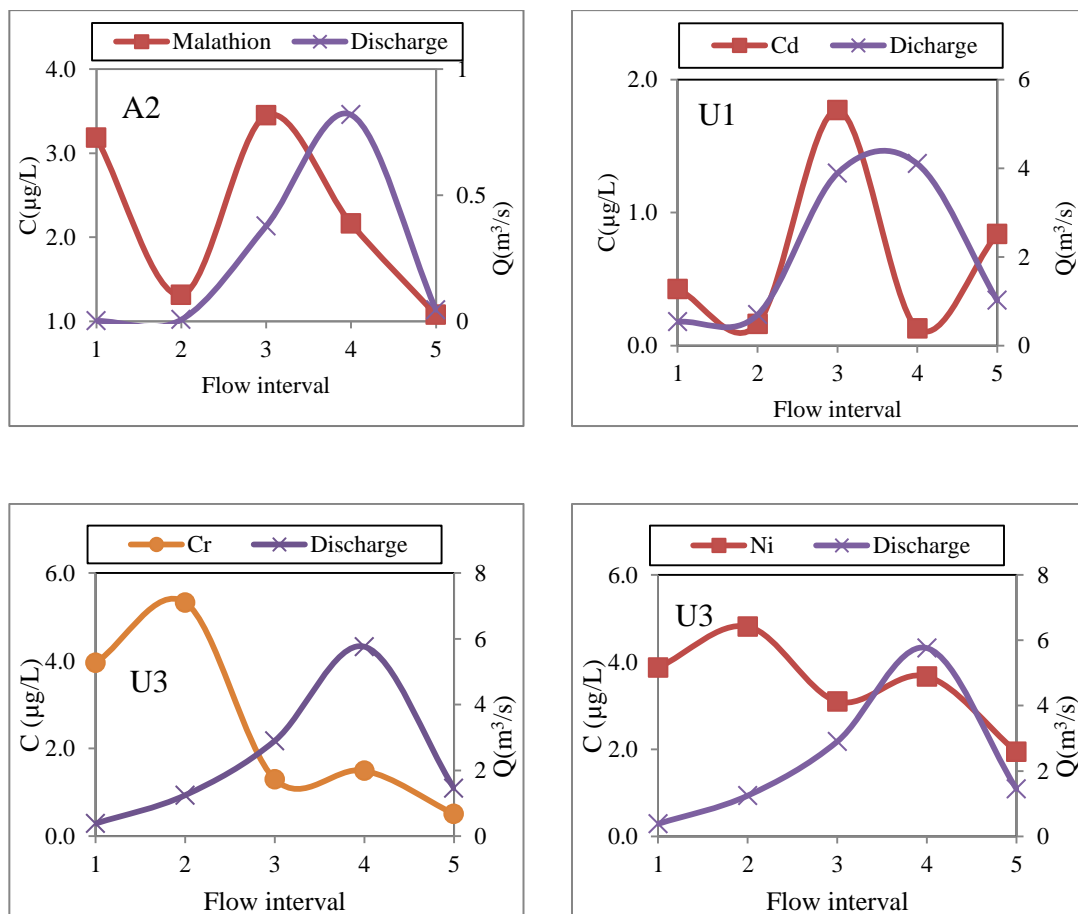 Malathion Discharge
A2
C(µg/L)
4.0
3.0
2.0
1.0
1
0.5
0
Q(m³/s)
1 2 3 4 5
Flow interval
Cd Dicharge
U1
C(µg/L)
2.0
1.0
0.0
6
4
2
0
Q(m³/s)
1 2 3 4 5
Flow interval
Cr Discharge
U3
C (µg/L)
6.0
4.0
2.0
0.0
8
6
4
2
0
Q(m³/s)
1 2 3 4 5
Flow interval
Ni Discharge
U3
C (µg/L)
6.0
4.0
2.0
0.0
8
6
4
2
0
Q(m³/s)
1 2 3 4 5
Flow interval